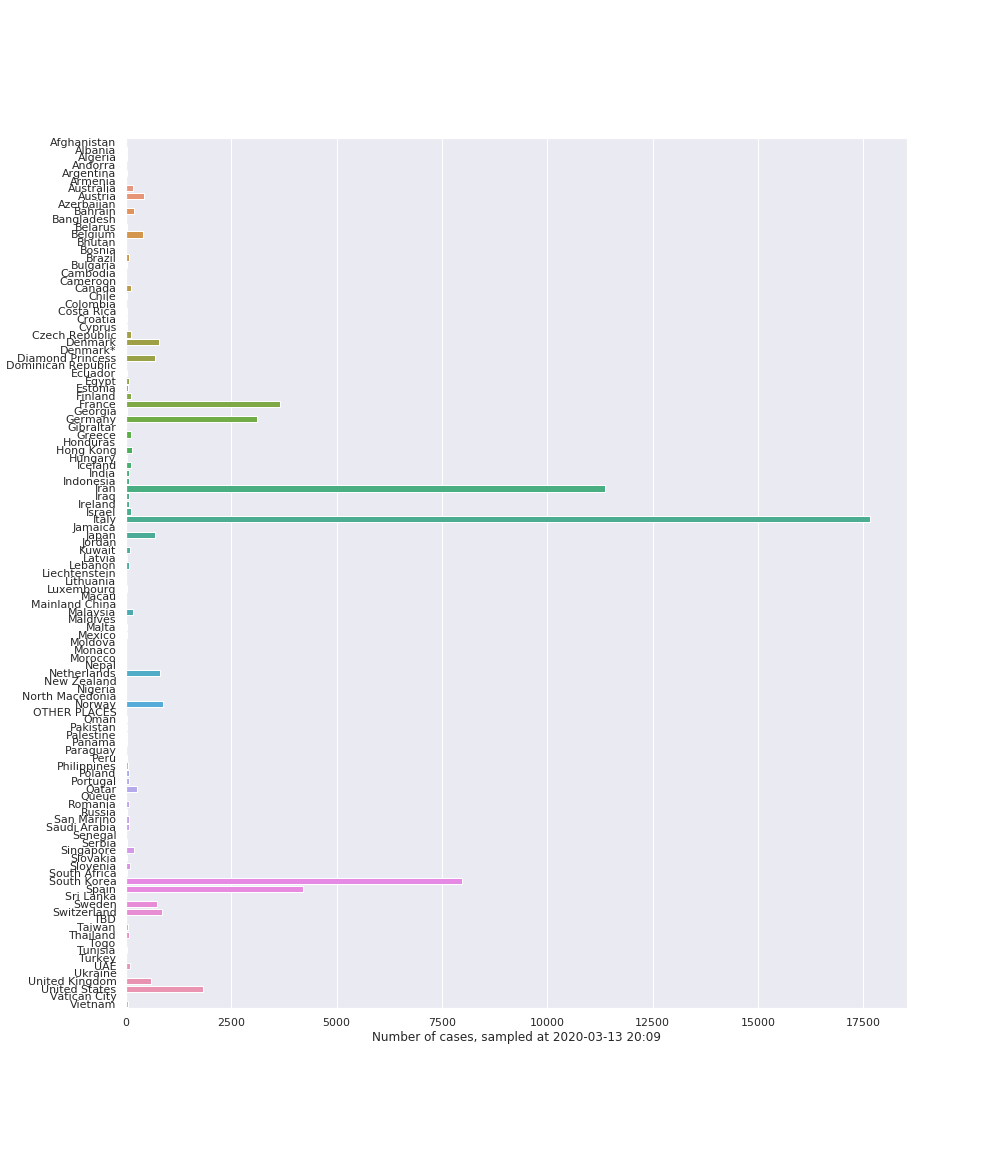 Afghanistan
Albania
Algeria
Andorra
Argentina
Armenia
Australia
Austria
Azerbaijan
Bahrain
Bangladesh
Belarus
Belgium
Bhutan
Bosnia
Brazil
Bulgaria
Cambodia
Cameroon
Canada
Chile
Colombia
Costa Rica
Croatia
Cyprus
Czech Republic
Denmark
Denmark*
Diamond Princess
Dominican Republic
Ecuador
Egypt
Estonia
Finland
France
Georgia
Germany
Gibraltar
Greece
Honduras
Hong Kong
Hungary
Iceland
India
Indonesia
Iran
Iraq
Ireland
Israel
Italy
Jamaica
Japan
Jordan
Kuwait
Latvia
Lebanon
Liechtenstein
Lithuania
Luxembourg
Macau
Mainland China
Malaysia
Maldives
Malta
Mexico
Moldova
Monaco
Morocco
Nepal
Netherlands
New Zealand
Nigeria
North Macedonia
Norway
OTHER PLACES
Oman
Pakistan
Palestine
Panama
Paraguay
Peru
Philippines
Poland
Portugal
Qatar
Queue
Romania
Russia
San Marino
Saudi Arabia
Senegal
Serbia
Singapore
Slovakia
Slovenia
South Africa
South Korea
Spain
Sri Lanka
Sweden
Switzerland
TBD
Taiwan
Thailand
Togo
Tunisia
Turkey
UAE
Ukraine
United Kingdom
United States
Vatican City
Vietnam
0 2500 5000 7500 10000 12500 15000 17500
Number of cases, sampled at 2020-03-13 20:09